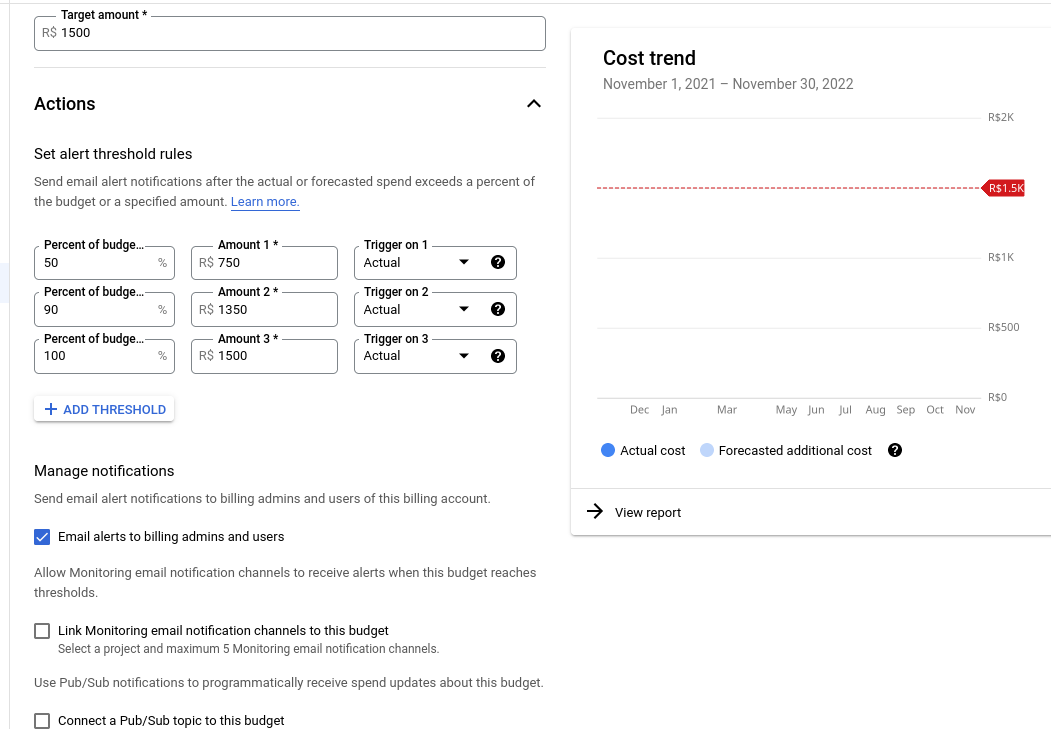 Target amount *
R$ 1500
Actions
Set alert threshold rules
Send email alert notifications after the actual or forecasted spend exceeds a percent of
the budget or a specified amount. Learn more.
Percent of budge... Amount 1 * Trigger on 1
50 % R$ 750 Actual
Percent of budge... Amount 2 * Trigger on 2
90 % R$ 1350 Actual
Percent of budge... Amount 3 * Trigger on 3
100 % R$ 1500 Actual
+ ADD THRESHOLD
Manage notifications
Send email alert notifications to billing admins and users of this billing account.
Email alerts to billing admins and users
Allow Monitoring email notification channels to receive alerts when this budget reaches
thresholds.
Link Monitoring email notification channels to this budget
Select a project and maximum 5 Monitoring email notification channels.
Use Pub/Sub notifications to programmatically receive spend updates about this budget.
Connect a Pub/Sub topic to this budget
Cost trend
November 1, 2021 – November 30, 2022
R$2K
R$1.5K
R$1K
R$500
R$0
Dec Jan Mar May Jun Jul Aug Sep Oct Nov
Actual cost Forecasted additional cost
View report